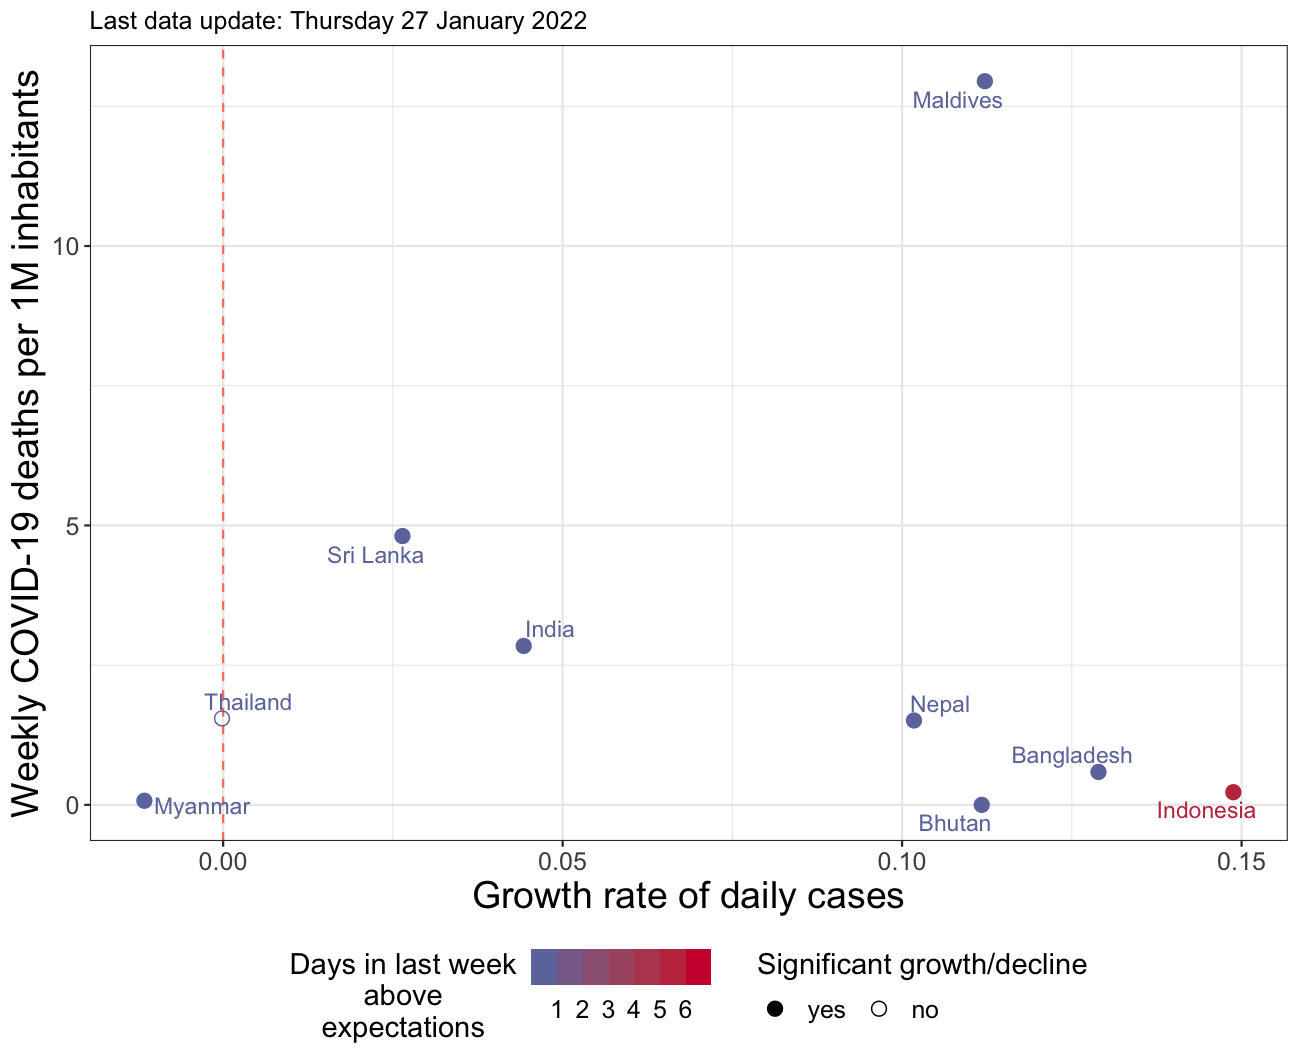 Last data update: Thursday 27 January 2022
Weekly COVID-19 deaths per 1M inhabitants
10
5
0
Maldives
Sri Lanka
India
Thailand
Nepal
Bangladesh
Myanmar
Indonesia
Bhutan
0.00 0.05 0.10 0.15
Growth rate of daily cases
Days in last week
above
expectations
1 2 3 4 5 6
Significant growth/decline
yes no